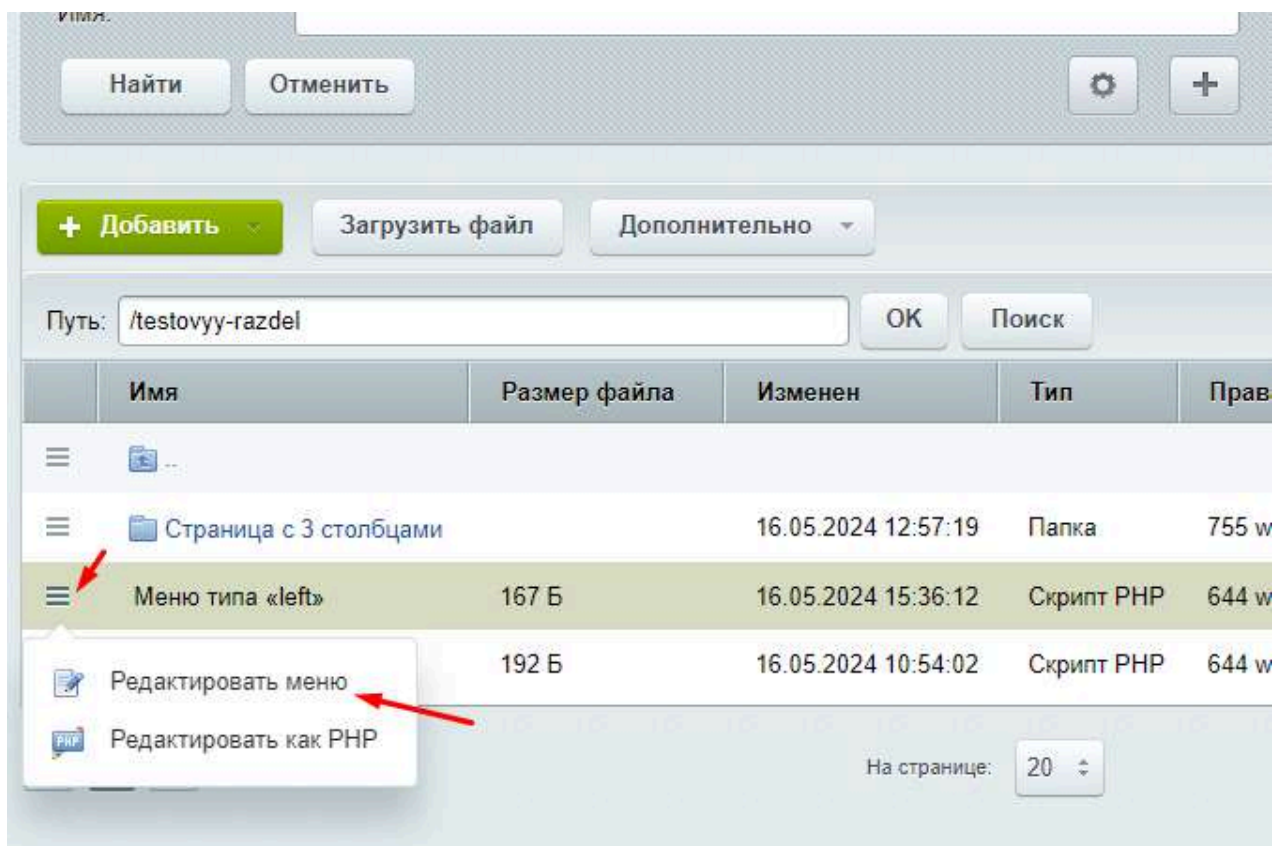 Имя:
Найти Отменить
Добавить Загрузить файл Дополнительно
Путь: /testovyy-razdel ОК Поиск
Имя Размер файла Изменен Тип Прав
..
Страница с 3 столбцами 16.05.2024 12:57:19 Папка 755 w
Меню типа «left» 167 Б 16.05.2024 15:36:12 Скрипт PHP 644 w
192 Б 16.05.2024 10:54:02 Скрипт PHP 644 w
Редактировать меню
PHP Редактировать как PHP
На странице: 20